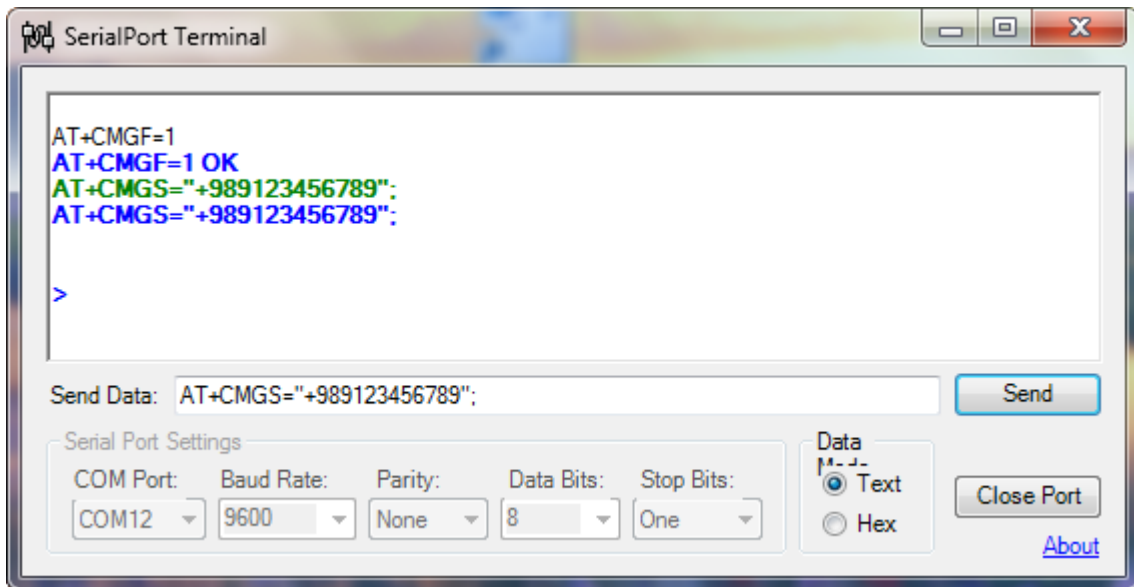 SerialPort Terminal
AT+CMGF=1
AT+CMGF=1 OK
AT+CMGS="+989123456789";
AT+CMGS="+989123456789";
>
Send Data: AT+CMGS="+989123456789"; Send
Serial Port Settings
Data
COM Port: Baud Rate: Parity: Data Bits: Stop Bits:
COM12 9600 None 8 One
Text
Hex
Close Port
About